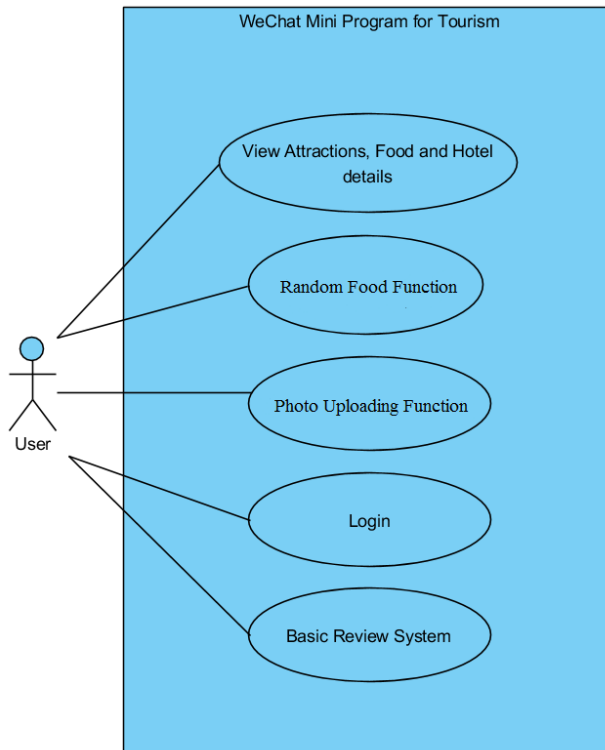 WeChat Mini Program for Tourism
View Attractions, Food and Hotel
details
Random Food Function
Photo Uploading Function
User
Login
Basic Review System